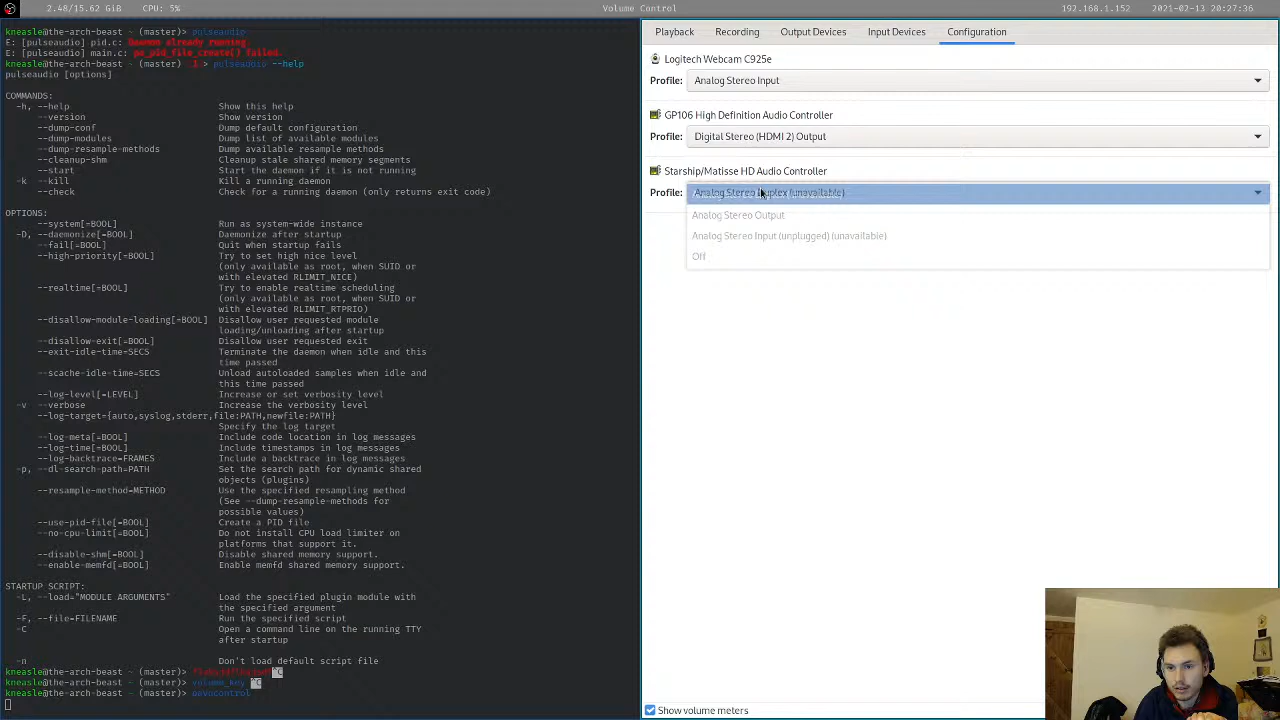 2.48/15.62 GiB CPU: 5% Volume Control 192.168.1.152 2021-02-13 20:27:36
kneasle@the-arch-beast ~ (master)> pulseaudio
E: [pulseaudio] pid.c: Daemon already running.
E: [pulseaudio] main.c: pa_pid_file_create() failed.
kneasle@the-arch-beast ~ (master) 1 > pulseaudio --help
pulseaudio [options]
COMMANDS:
-h, --help Show this help
--version Show version
--dump-conf Dump default configuration
--dump-modules Dump list of available modules
--dump-resample-methods Dump available resample methods
--cleanup-shm Cleanup stale shared memory segments
--start Start the daemon if it is not running
-k --kill Kill a running daemon
--check Check for a running daemon (only returns exit code)
OPTIONS:
--system[=BOOL] Run as system-wide instance
-D, --daemonize[=BOOL] Daemonize after startup
--fail[=BOOL] Quit when startup fails
--high-priority[=BOOL] Try to set high nice level
(only available as root, when SUID or
with elevated RLIMIT_NICE)
--realtime[=BOOL] Try to enable realtime scheduling
(only available as root, when SUID or
with elevated RLIMIT_RTPRIO)
--disallow-module-loading[=BOOL] Disallow user requested module
loading/unloading after startup
--disallow-exit[=BOOL] Disallow user requested exit
--exit-idle-time=SECS Terminate the daemon when idle and this
time passed
--scache-idle-time=SECS Unload autoloaded samples when idle and
this time passed
--log-level[=LEVEL] Increase or set verbosity level
-v --verbose Increase the verbosity level
--log-target={auto,syslog,stderr,file:PATH,newfile:PATH}
Specify the log target
--log-meta[=BOOL] Include code location in log messages
--log-time[=BOOL] Include timestamps in log messages
--log-backtrace=FRAMES Include a backtrace in log messages
-p, --dl-search-path=PATH Set the search path for dynamic shared
objects (plugins)
--resample-method=METHOD Use the specified resampling method
(See --dump-resample-methods for
possible values)
--use-pid-file[=BOOL] Create a PID file
--no-cpu-limit[=BOOL] Do not install CPU load limiter on
platforms that support it.
--disable-shm[=BOOL] Disable shared memory support.
--enable-memfd[=BOOL] Enable memfd shared memory support.
STARTUP SCRIPT:
-L, --load="MODULE ARGUMENTS" Load the specified plugin module with
the specified argument
-F, --file=FILENAME Run the specified script
-C Open a command line on the running TTY
after startup
-n Don't load default script file
kneasle@the-arch-beast ~ (master)> ^C
kneasle@the-arch-beast ~ (master)> volume_key ^C
kneasle@the-arch-beast ~ (master)> pavucontrol
Playback Recording Output Devices Input Devices Configuration
Logitech Webcam C925e
Profile: Analog Stereo Input
GP106 High Definition Audio Controller
Profile: Digital Stereo (HDMI 2) Output
Starship/Matisse HD Audio Controller
Profile: Analog Stereo Duplex (unavailable)
Analog Stereo Output
Analog Stereo Input (unplugged) (unavailable)
Off
Show volume meters